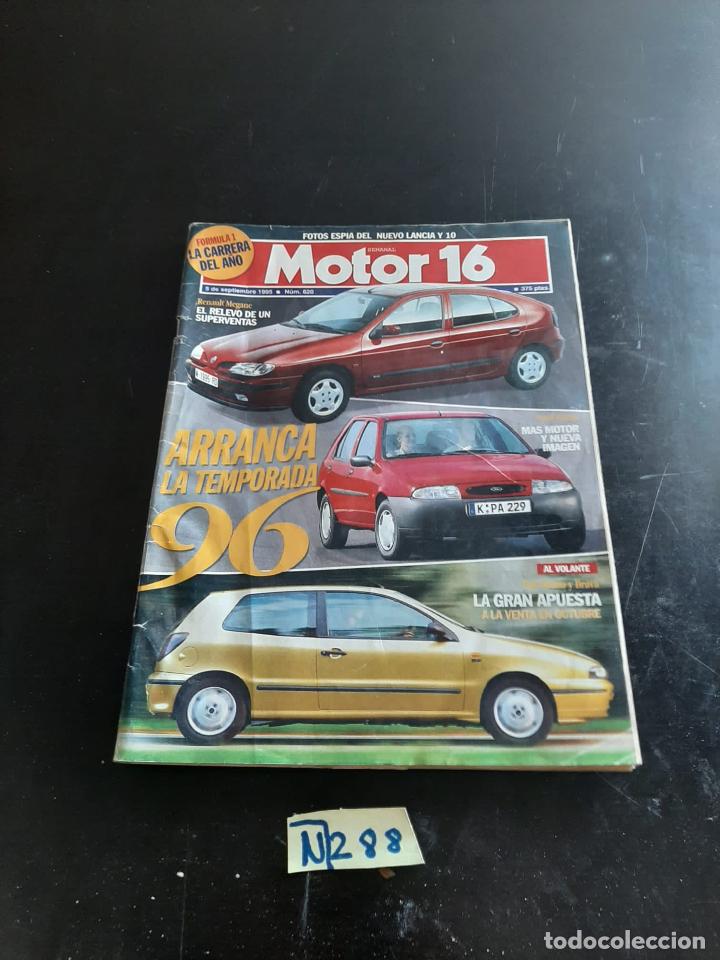 FOTOS ESPIA DEL NUEVO LANCIA Y 10
FORMULA 1
LA CARRERA
DEL AÑO
SEMANAL
Motor 16
de septiembre 1995 ■ Núm. 620 ■ 375 ptas.
Renault Megane
EL RELEVO DE UN
SUPERVENTAS
MAS MOTOR
Y NUEVA
IMAGEN
ARRANCA
LA TEMPORADA
96
K PA 229
AL VOLANTE
y Brava
LA GRAN APUESTA
A LA VENTA EN OCTUBRE
N 288
todocoleccion